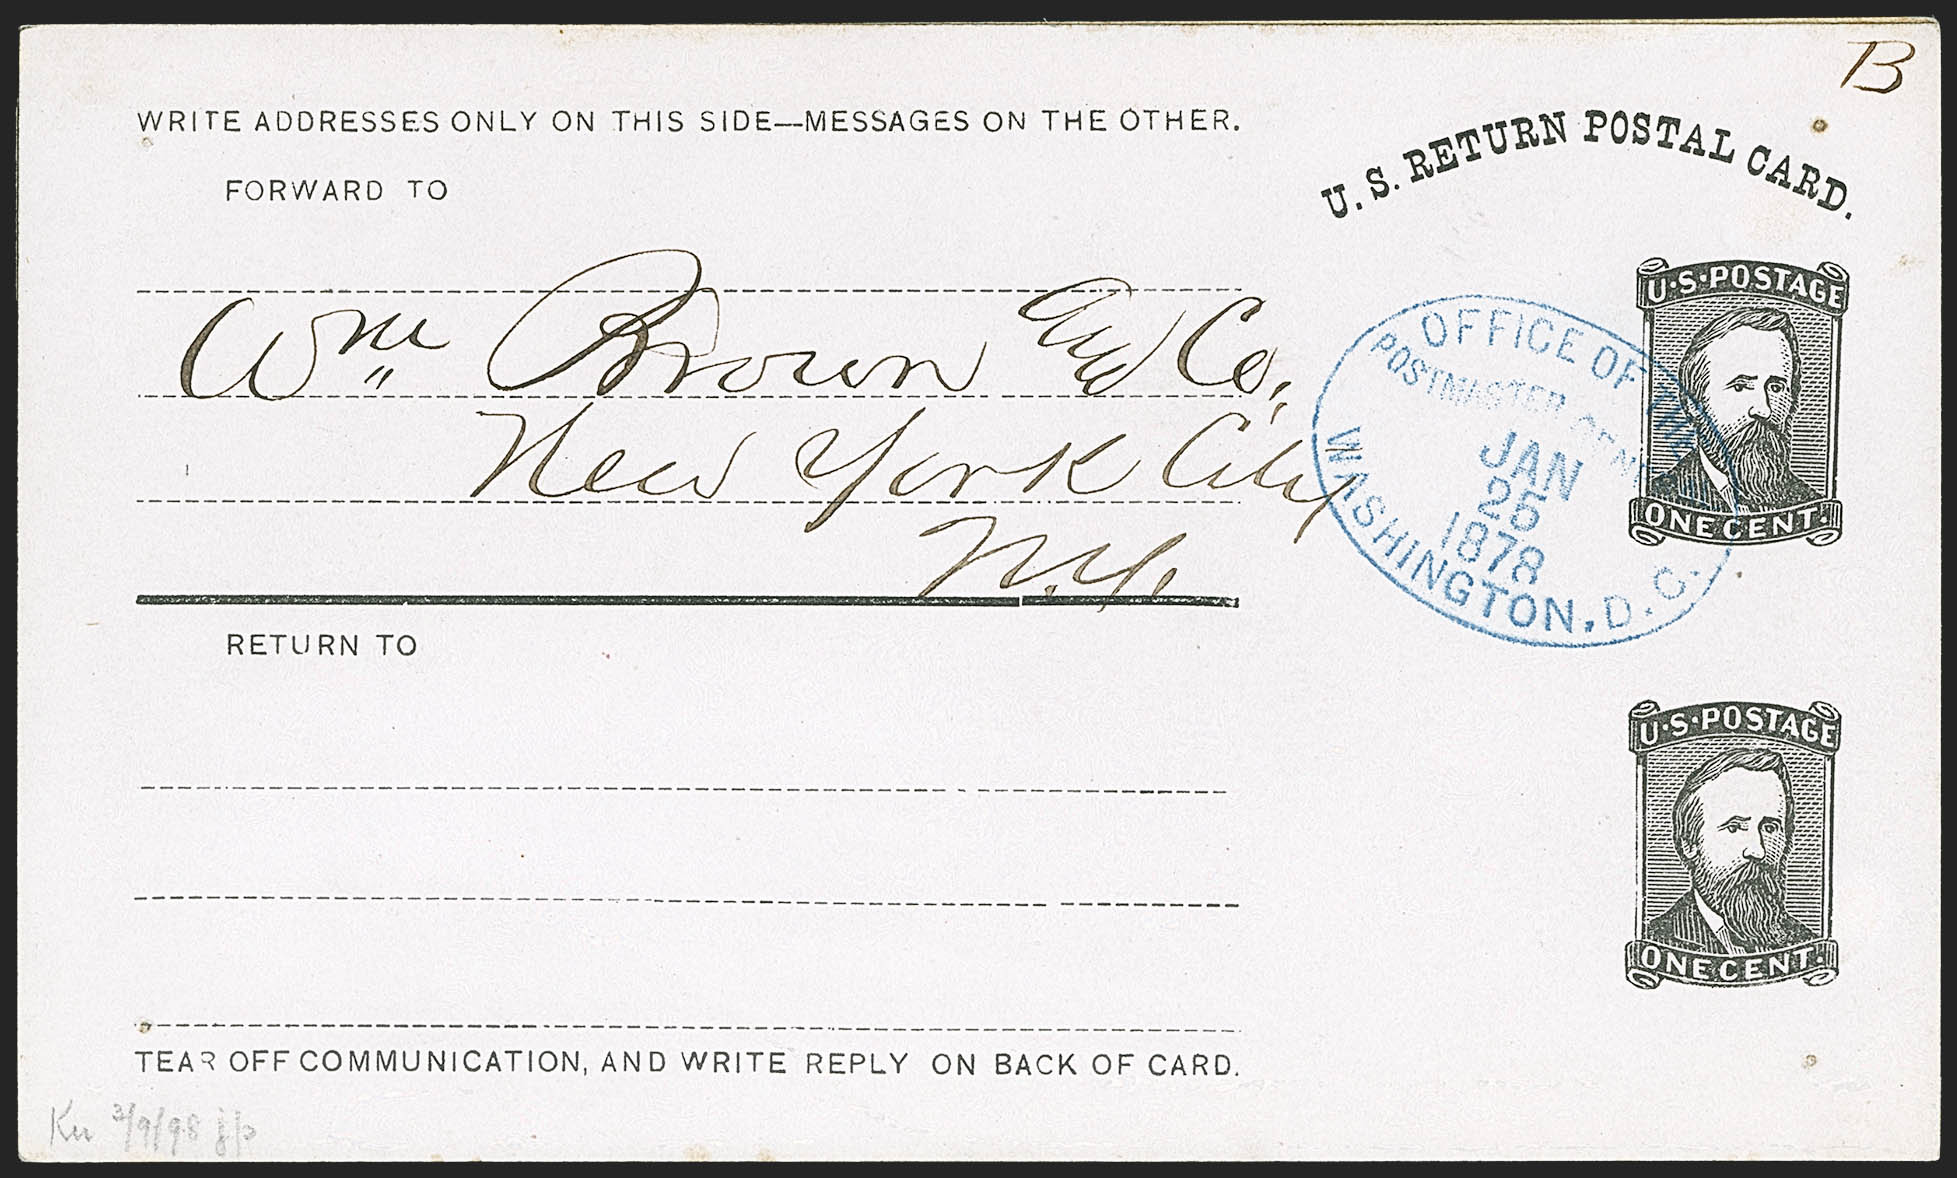 B
WRITE ADDRESSES ONLY ON THIS SIDE—MESSAGES ON THE OTHER.
U. S. RETURN POSTAL CARD.
FORWARD TO
U·S·POSTAGE
ONE CENT.
Wm Brown and Co,
New York City
N.Y.
OFFICE OF THE
POSTMASTER GENL
JAN
25
1878
WASHINGTON, D. C.
RETURN TO
U·S·POSTAGE
ONE CENT.
TEAR OFF COMMUNICATION, AND WRITE REPLY ON BACK OF CARD.